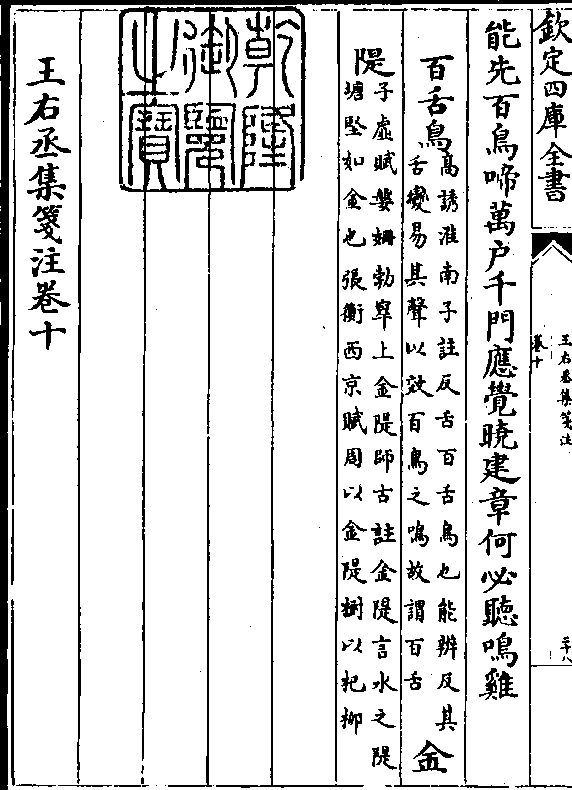 欽定四庫全書
王右丞集箋注
卷十
二十八
能先百鳥啼萬户千門應覺曉建章何必聽鳴雞
百舌鳥
高誘淮南子註反舌百舌鳥也能辨反其
舌變易其聲以效百鳥之鳴故謂百舌
金
隄
子虛賦媻姍勃窣上金隄師古註金隄言水之隄
塘堅如金也張衡西京賦周以金隄樹以杞柳
乾隆
御覽
之寶
王右丞集箋注卷十